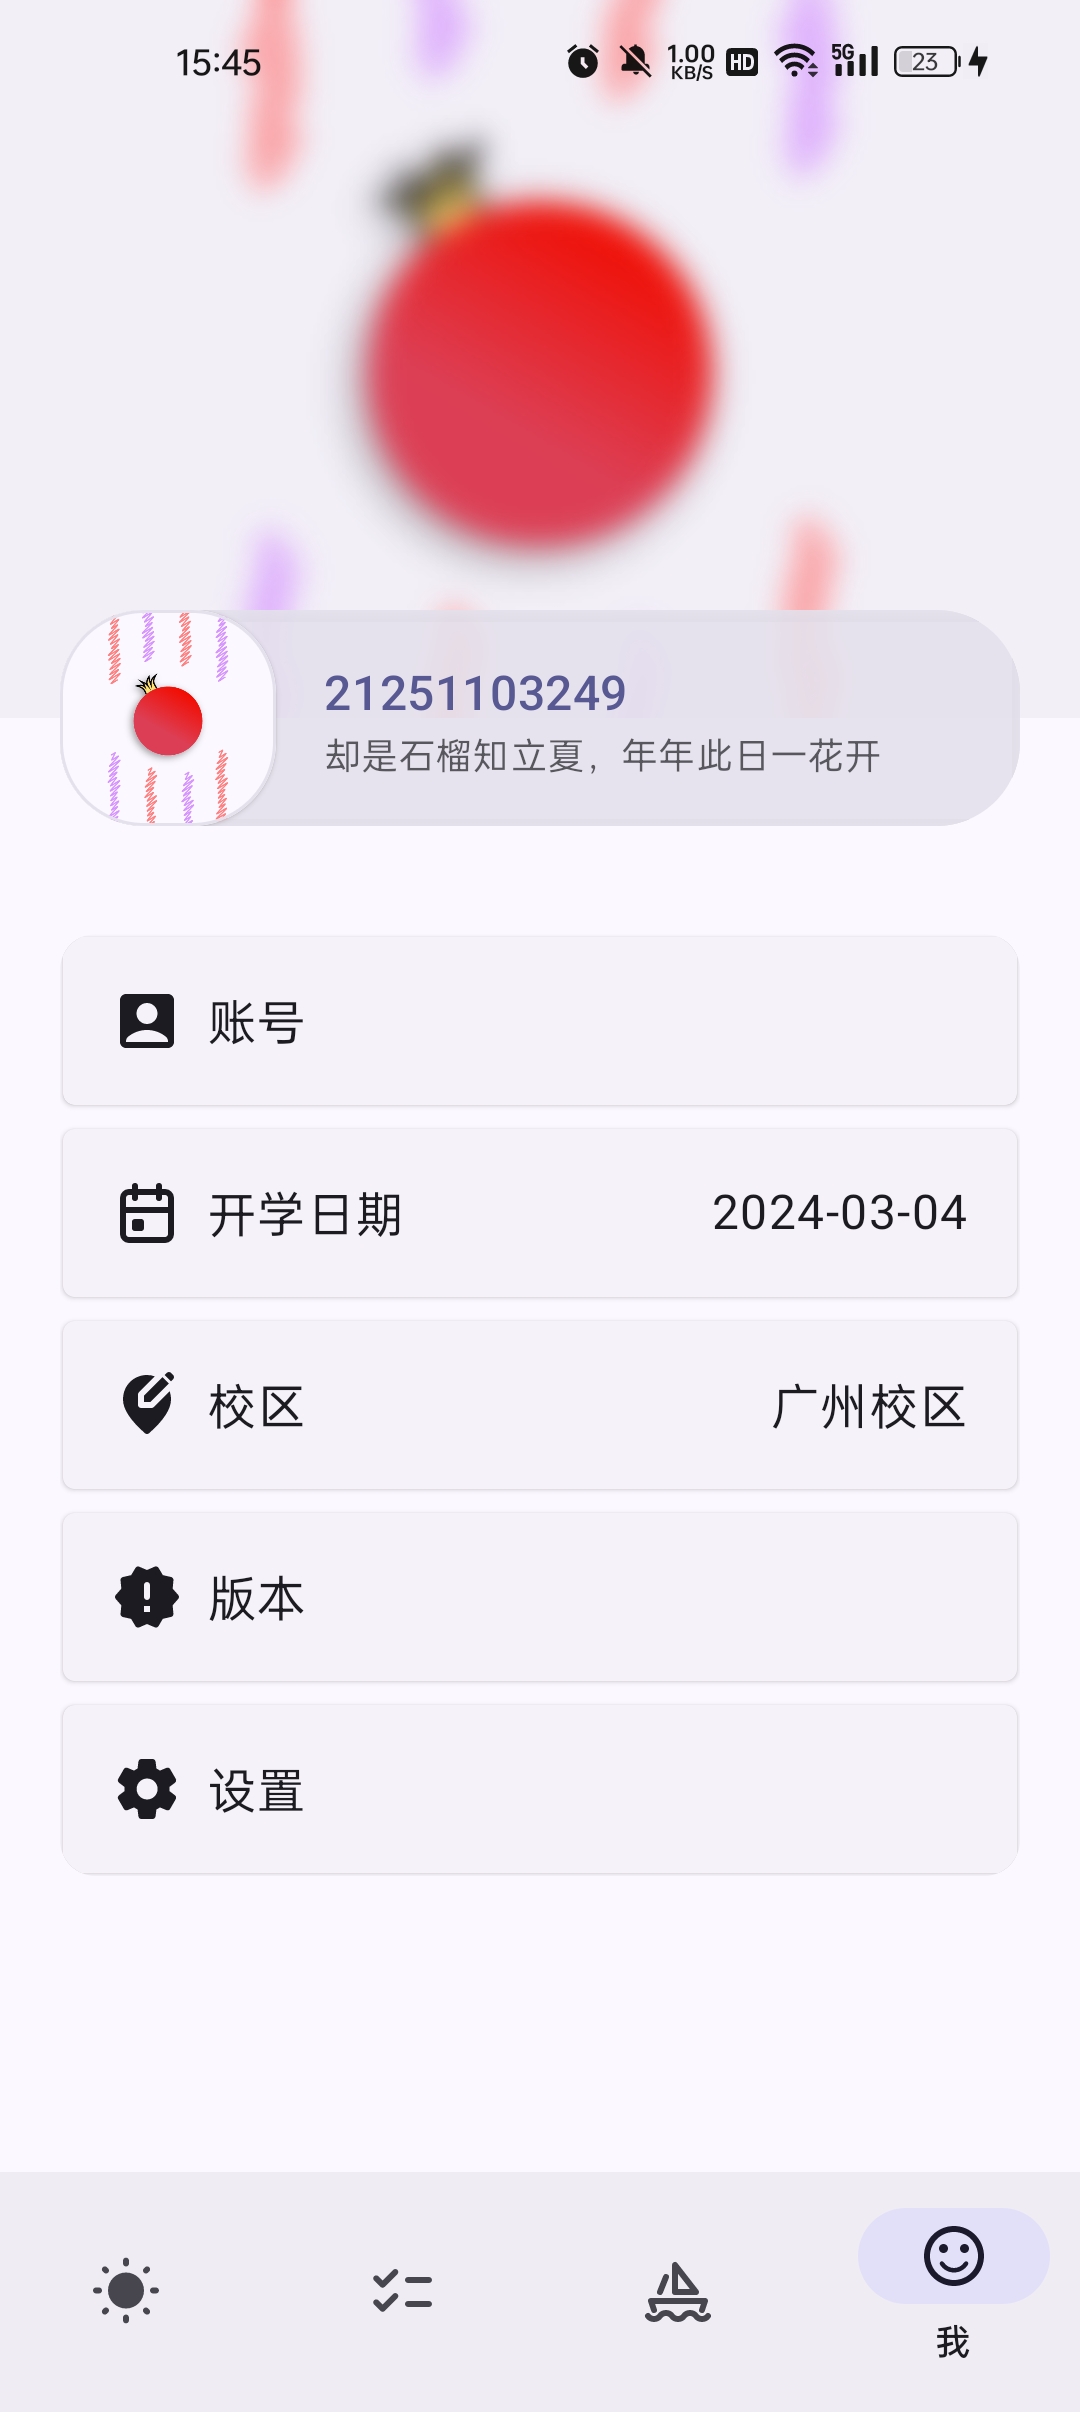 15:45
1.00
KB/S
HD
5G
23
21251103249
却是石榴知立夏，年年此日一花开
账号
开学日期 2024-03-04
校区 广州校区
版本
设置
我